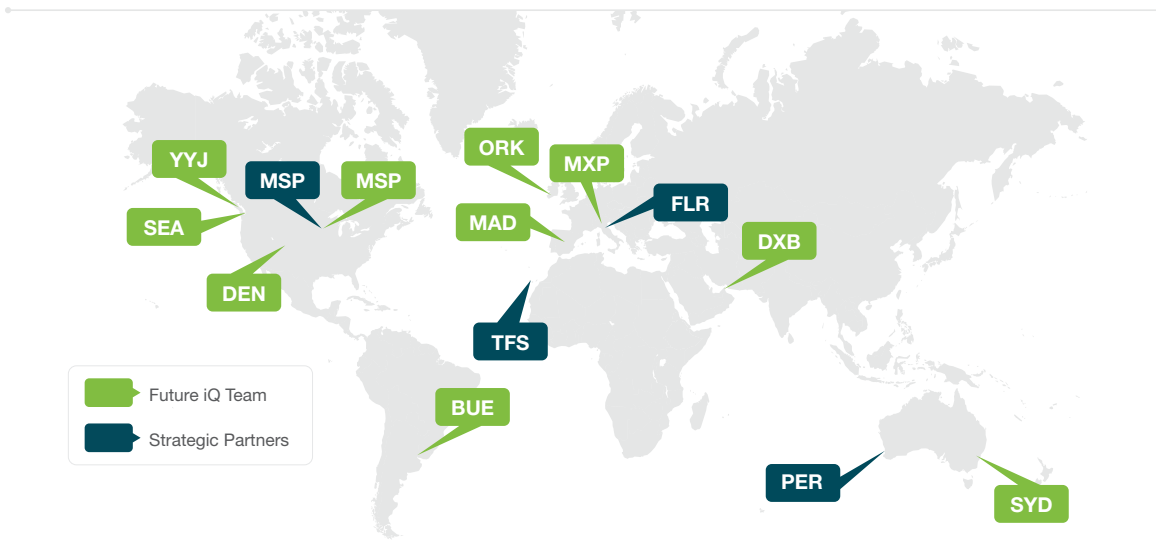 ORK
MXP
YYJ
MSP
MSP
FLR
SEA
MAD
DXB
DEN
TFS
Future iQ Team
BUE
Strategic Partners
PER
SYD